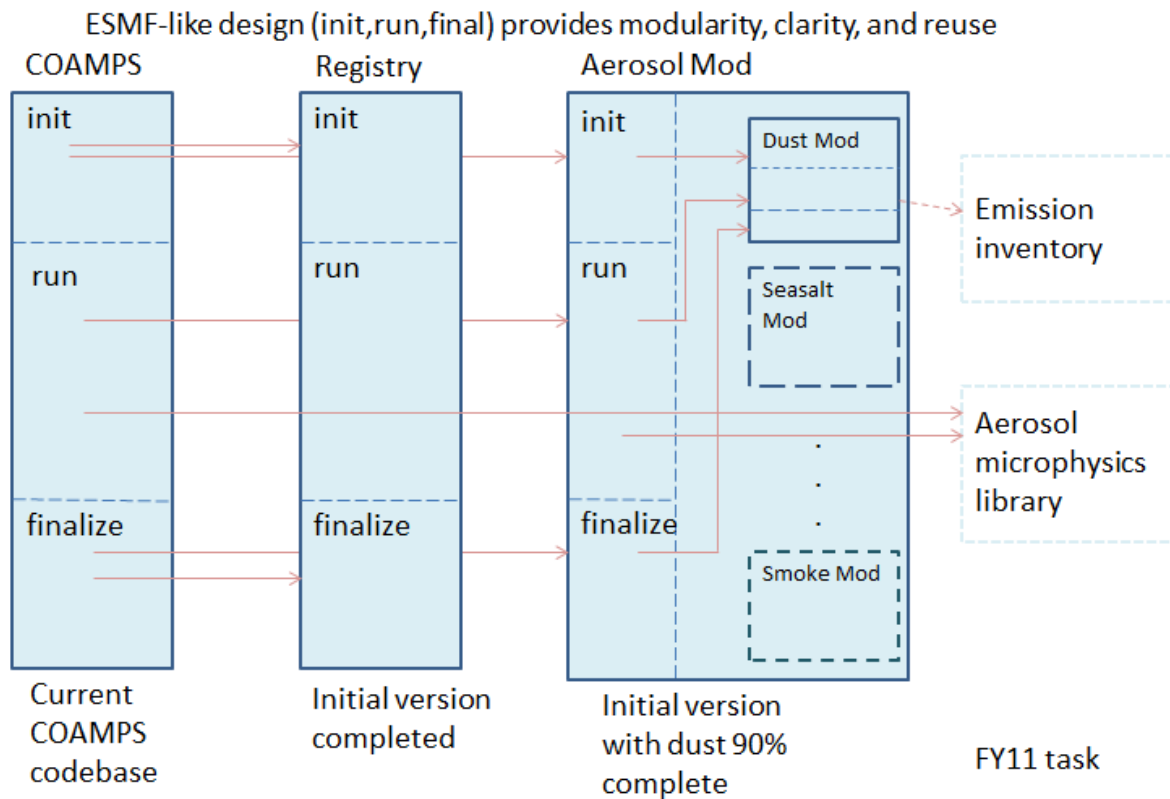 ESMF-like design (init,run,final) provides modularity, clarity, and reuse
COAMPS
Registry
Aerosol Mod
init
init
init
Dust Mod
Emission
inventory
run
run
run
Seasalt
Mod
Aerosol
microphysics
library
.
.
.
finalize
finalize
finalize
Smoke Mod
Current
COAMPS
codebase
Initial version
completed
Initial version
with dust 90%
complete
FY11 task